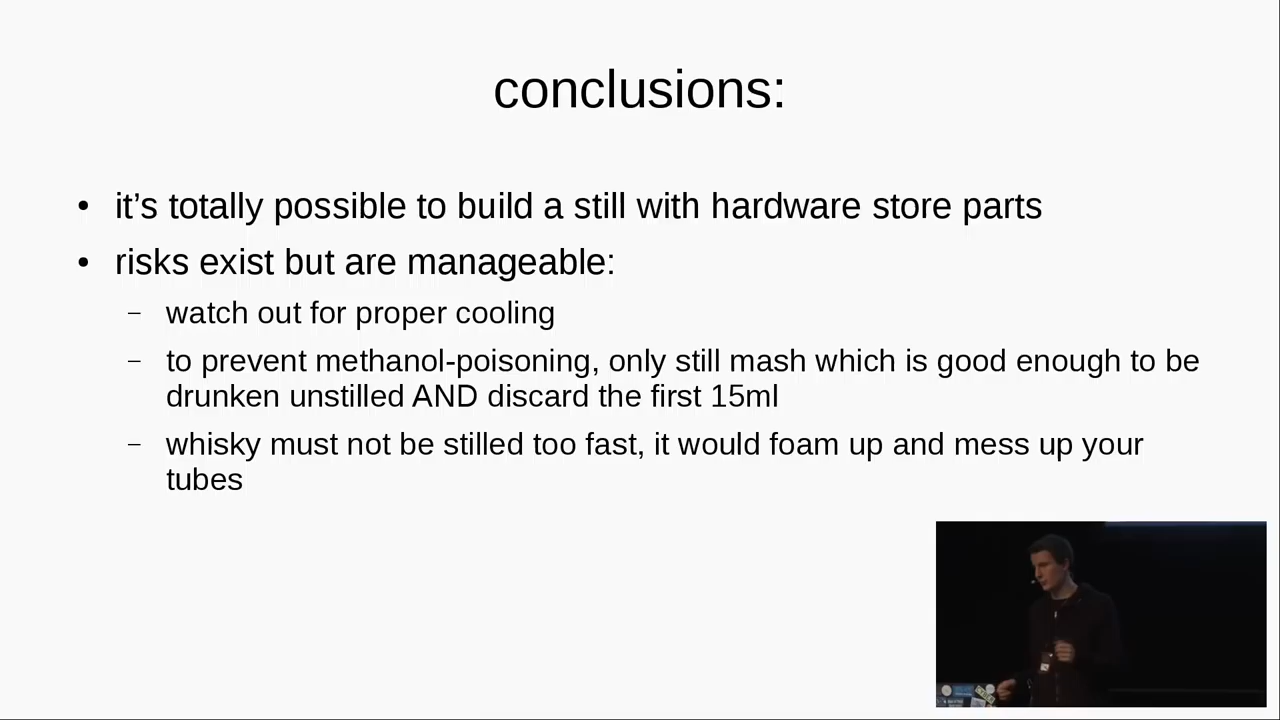 conclusions:
• it’s totally possible to build a still with hardware store parts
• risks exist but are manageable:
– watch out for proper cooling
– to prevent methanol-poisoning, only still mash which is good enough to be
drunken unstilled AND discard the first 15ml
– whisky must not be stilled too fast, it would foam up and mess up your
tubes